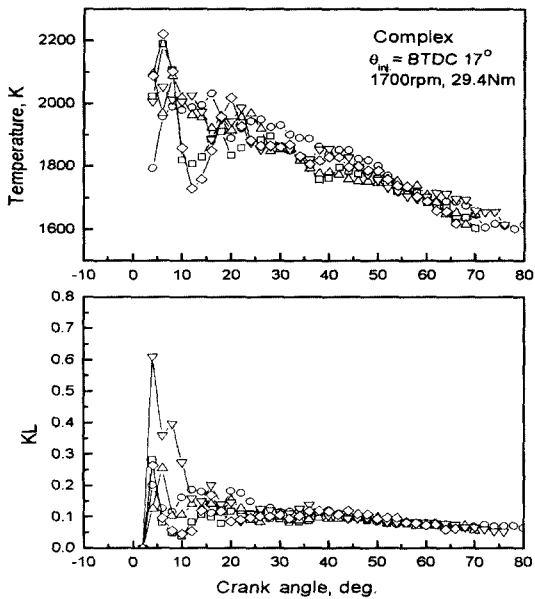 Complex
θinj. = BTDC 17°
1700rpm, 29.4Nm
Temperature, K
2200
2000
1800
1600
-10 0 10 20 30 40 50 60 70 80
KL
0.8
0.7
0.6
0.5
0.4
0.3
0.2
0.1
0.0
-10 0 10 20 30 40 50 60 70 80
Crank angle, deg.